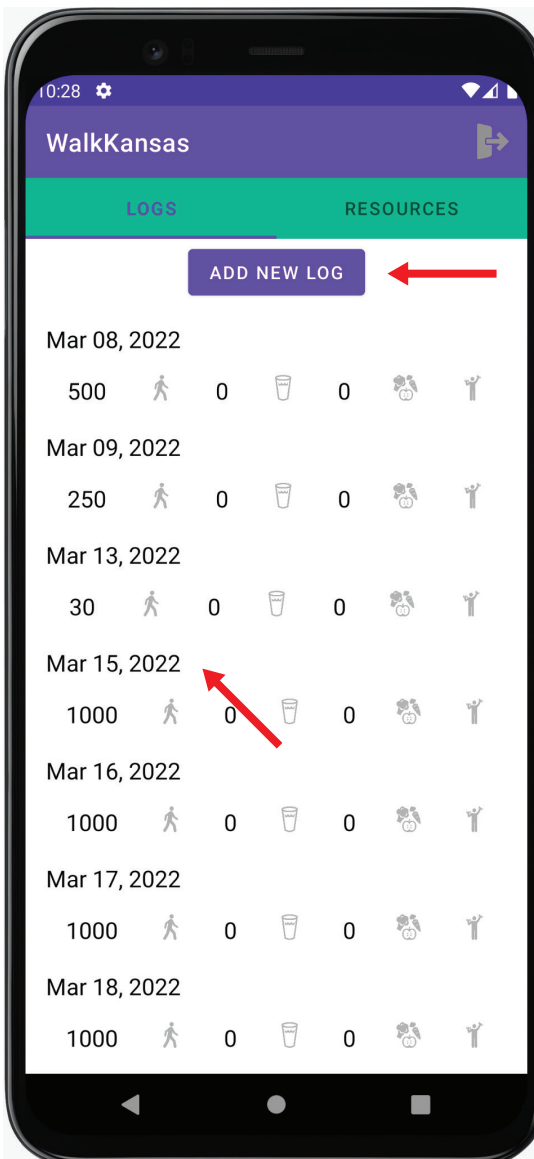 10:28
WalkKansas
LOGS RESOURCES
ADD NEW LOG
Mar 08, 2022
500 0 0
Mar 09, 2022
250 0 0
Mar 13, 2022
30 0 0
Mar 15, 2022
1000 0 0
Mar 16, 2022
1000 0 0
Mar 17, 2022
1000 0 0
Mar 18, 2022
1000 0 0